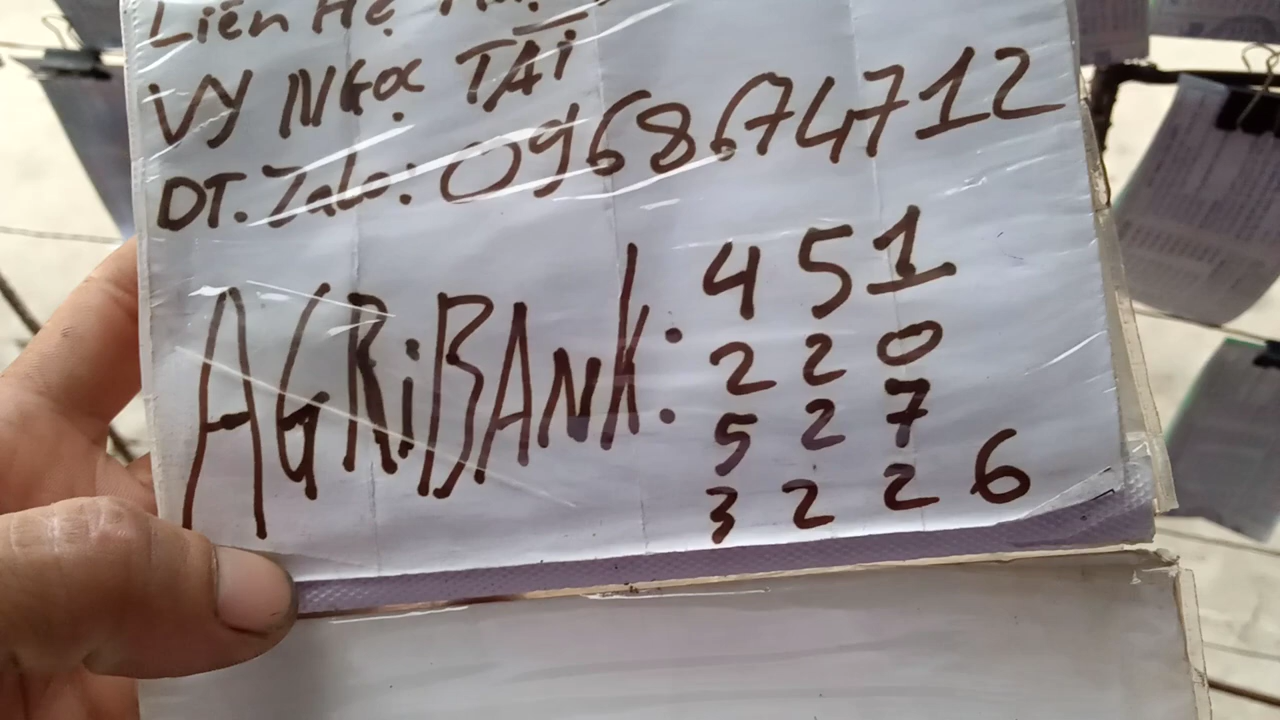 Liên Hệ
VY NGọc TÀi
DT. Zalo: 0968674712
AGRiBANK: 451
220
527
3226